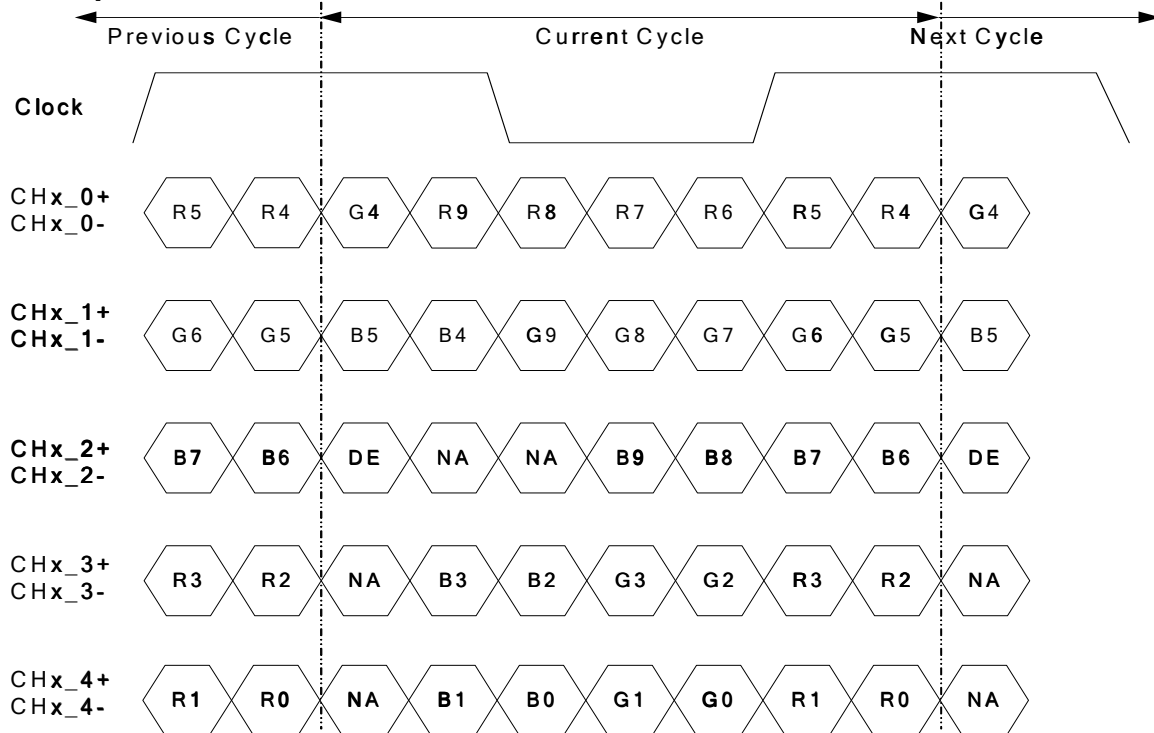 Previous Cycle Current Cycle Next Cycle
Clock
CHx_0+
CHx_0-
R5 R4 G4 R9 R8 R7 R6 R5 R4 G4
CHx_1+
CHx_1-
G6 G5 B5 B4 G9 G8 G7 G6 G5 B5
CHx_2+
CHx_2-
B7 B6 DE NA NA B9 B8 B7 B6 DE
CHx_3+
CHx_3-
R3 R2 NA B3 B2 G3 G2 R3 R2 NA
CHx_4+
CHx_4-
R1 R0 NA B1 B0 G1 G0 R1 R0 NA